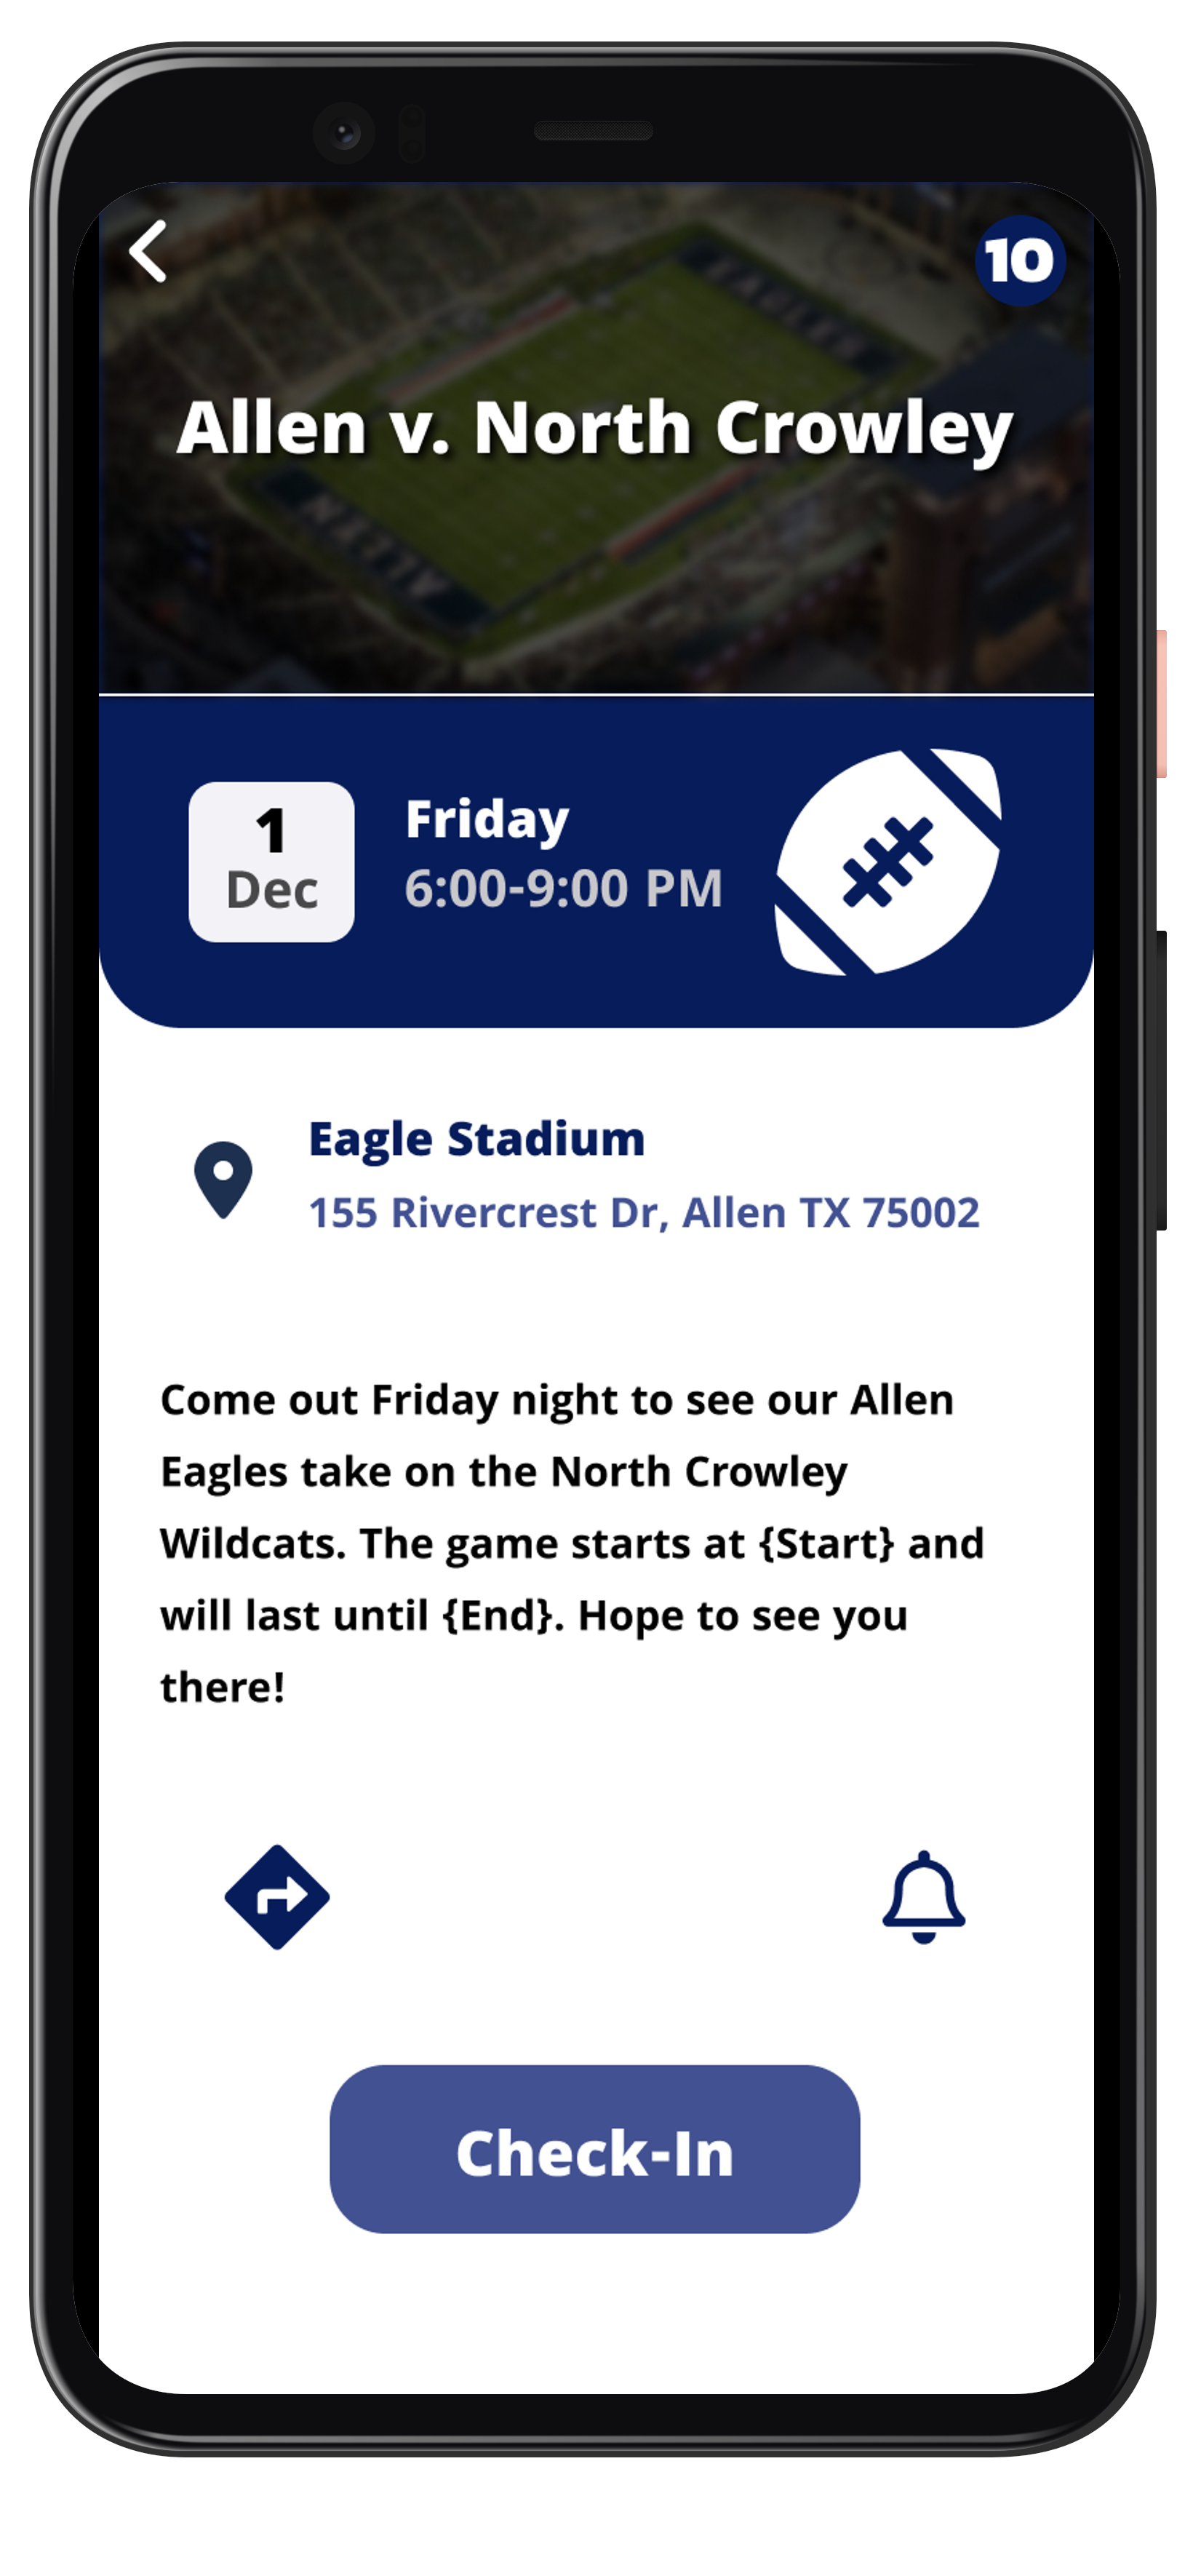 10
EAGLES
Allen v. North Crowley
ALLEN
1
Dec
Friday
6:00-9:00 PM
Eagle Stadium
155 Rivercrest Dr, Allen TX 75002
Come out Friday night to see our Allen
Eagles take on the North Crowley
Wildcats. The game starts at {Start} and
will last until {End}. Hope to see you
there!
Check-In